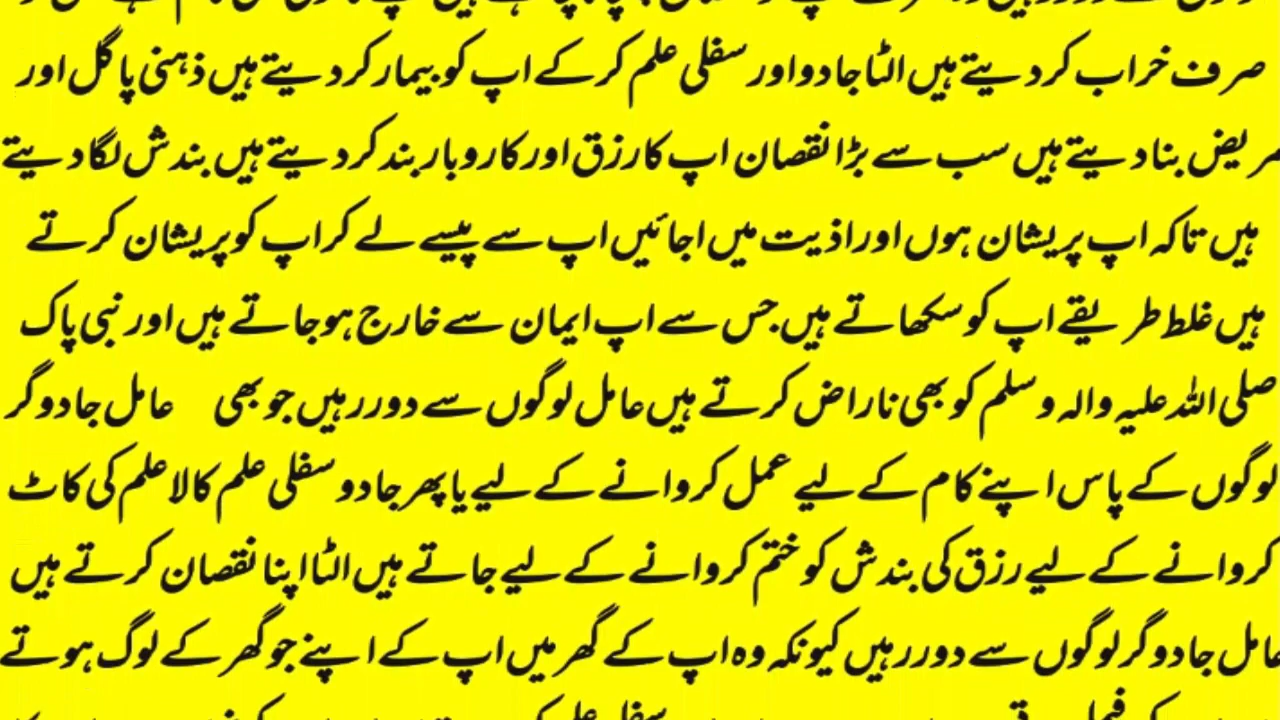 صرف خراب کردیتے ہیں الٹا جادو اور سفلی علم کر کے اپ کو بیمار کردیتے ہیں ذہنی پاگل اور
مریض بنا دیتے ہیں سب سے بڑا نقصان اپ کا رزق اور کاروبار بند کردیتے ہیں بندش لگا دیتے
ہیں تاکہ اپ پریشان ہوں اور اذیت میں اجائیں اپ سے پیسے لے کر اپ کو پریشان کرتے
ہیں غلط طریقے اپ کو سکھاتے ہیں جس سے اپ ایمان سے خارج ہو جاتے ہیں اور نبی پاک
صلی اللہ علیہ والہ وسلم کو بھی ناراض کرتے ہیں عامل لوگوں سے دور رہیں جو بھی عامل جادوگر
لوگوں کے پاس اپنے کام کے لیے عمل کروانے کے لیے یا پھر جادو سفلی علم کالا علم کی کاٹ
کروانے کے لیے رزق کی بندش کو ختم کروانے کے لیے جاتے ہیں الٹا اپنا نقصان کرتے ہیں
عامل جادوگر لوگوں سے دور رہیں کیونکہ وہ اپ کے گھر میں اپ کے اپنے جو گھر کے لوگ ہوتے